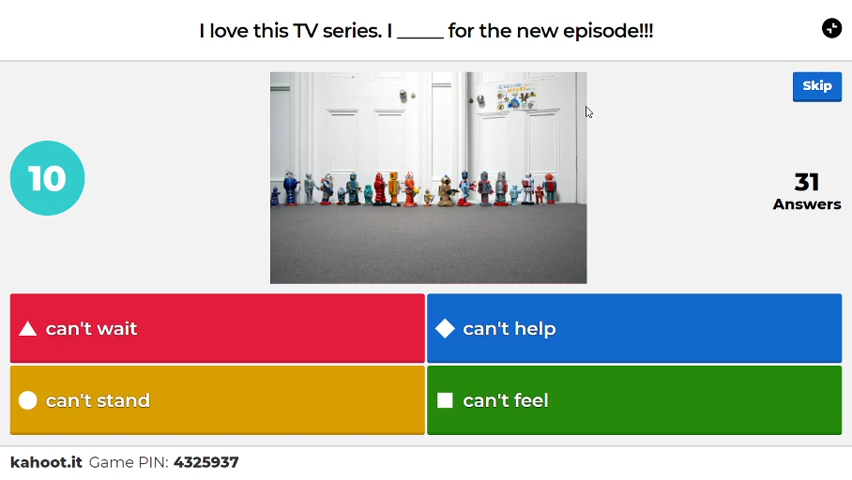 I love this TV series. I _____ for the new episode!!!
Skip
10
31
Answers
can't wait
can't help
can't stand
can't feel
kahoot.it Game PIN: 4325937